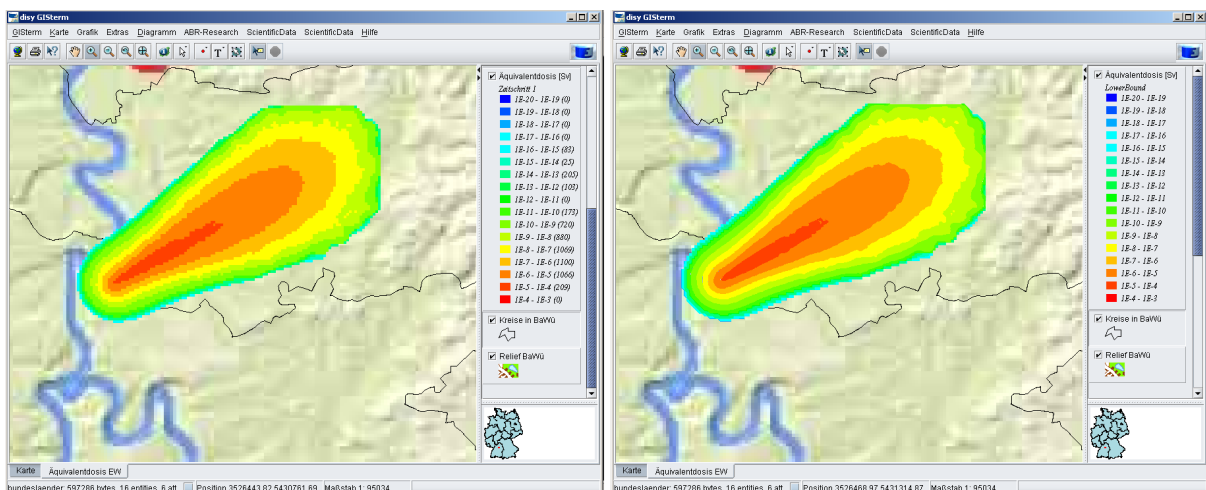 disy GISterm
GISterm Karte Grafik Extras Diagramm ABR-Research ScientificData ScientificData Hilfe
Äquivalentdosis [Sv]
Zeitschritt 1
1E-20 - 1E-19 (0)
1E-19 - 1E-18 (0)
1E-18 - 1E-17 (0)
1E-17 - 1E-16 (0)
1E-16 - 1E-15 (83)
1E-15 - 1E-14 (25)
1E-14 - 1E-13 (205)
1E-13 - 1E-12 (103)
1E-12 - 1E-11 (0)
1E-11 - 1E-10 (173)
1E-10 - 1E-9 (720)
1E-9 - 1E-8 (880)
1E-8 - 1E-7 (1069)
1E-7 - 1E-6 (1100)
1E-6 - 1E-5 (1066)
1E-5 - 1E-4 (209)
1E-4 - 1E-3 (0)
Kreise in BaWü
Relief BaWü
Karte Äquivalentdosis EW
bundeslaender: 597286 bytes, 16 entities, 6 att Position 3526443.82,5430761.69 Maßstab 1: 95034
disy GISterm
GISterm Karte Grafik Extras Diagramm ABR-Research ScientificData ScientificData Hilfe
Äquivalentdosis [Sv]
LowerBound
1E-20 - 1E-19
1E-19 - 1E-18
1E-18 - 1E-17
1E-17 - 1E-16
1E-16 - 1E-15
1E-15 - 1E-14
1E-14 - 1E-13
1E-13 - 1E-12
1E-12 - 1E-11
1E-11 - 1E-10
1E-10 - 1E-9
1E-9 - 1E-8
1E-8 - 1E-7
1E-7 - 1E-6
1E-6 - 1E-5
1E-5 - 1E-4
1E-4 - 1E-3
Kreise in BaWü
Relief BaWü
Karte Äquivalentdosis EW
bundeslaender: 597286 bytes, 16 entities, 6 att Position 3526468.97,5431314.87 Maßstab 1: 95034